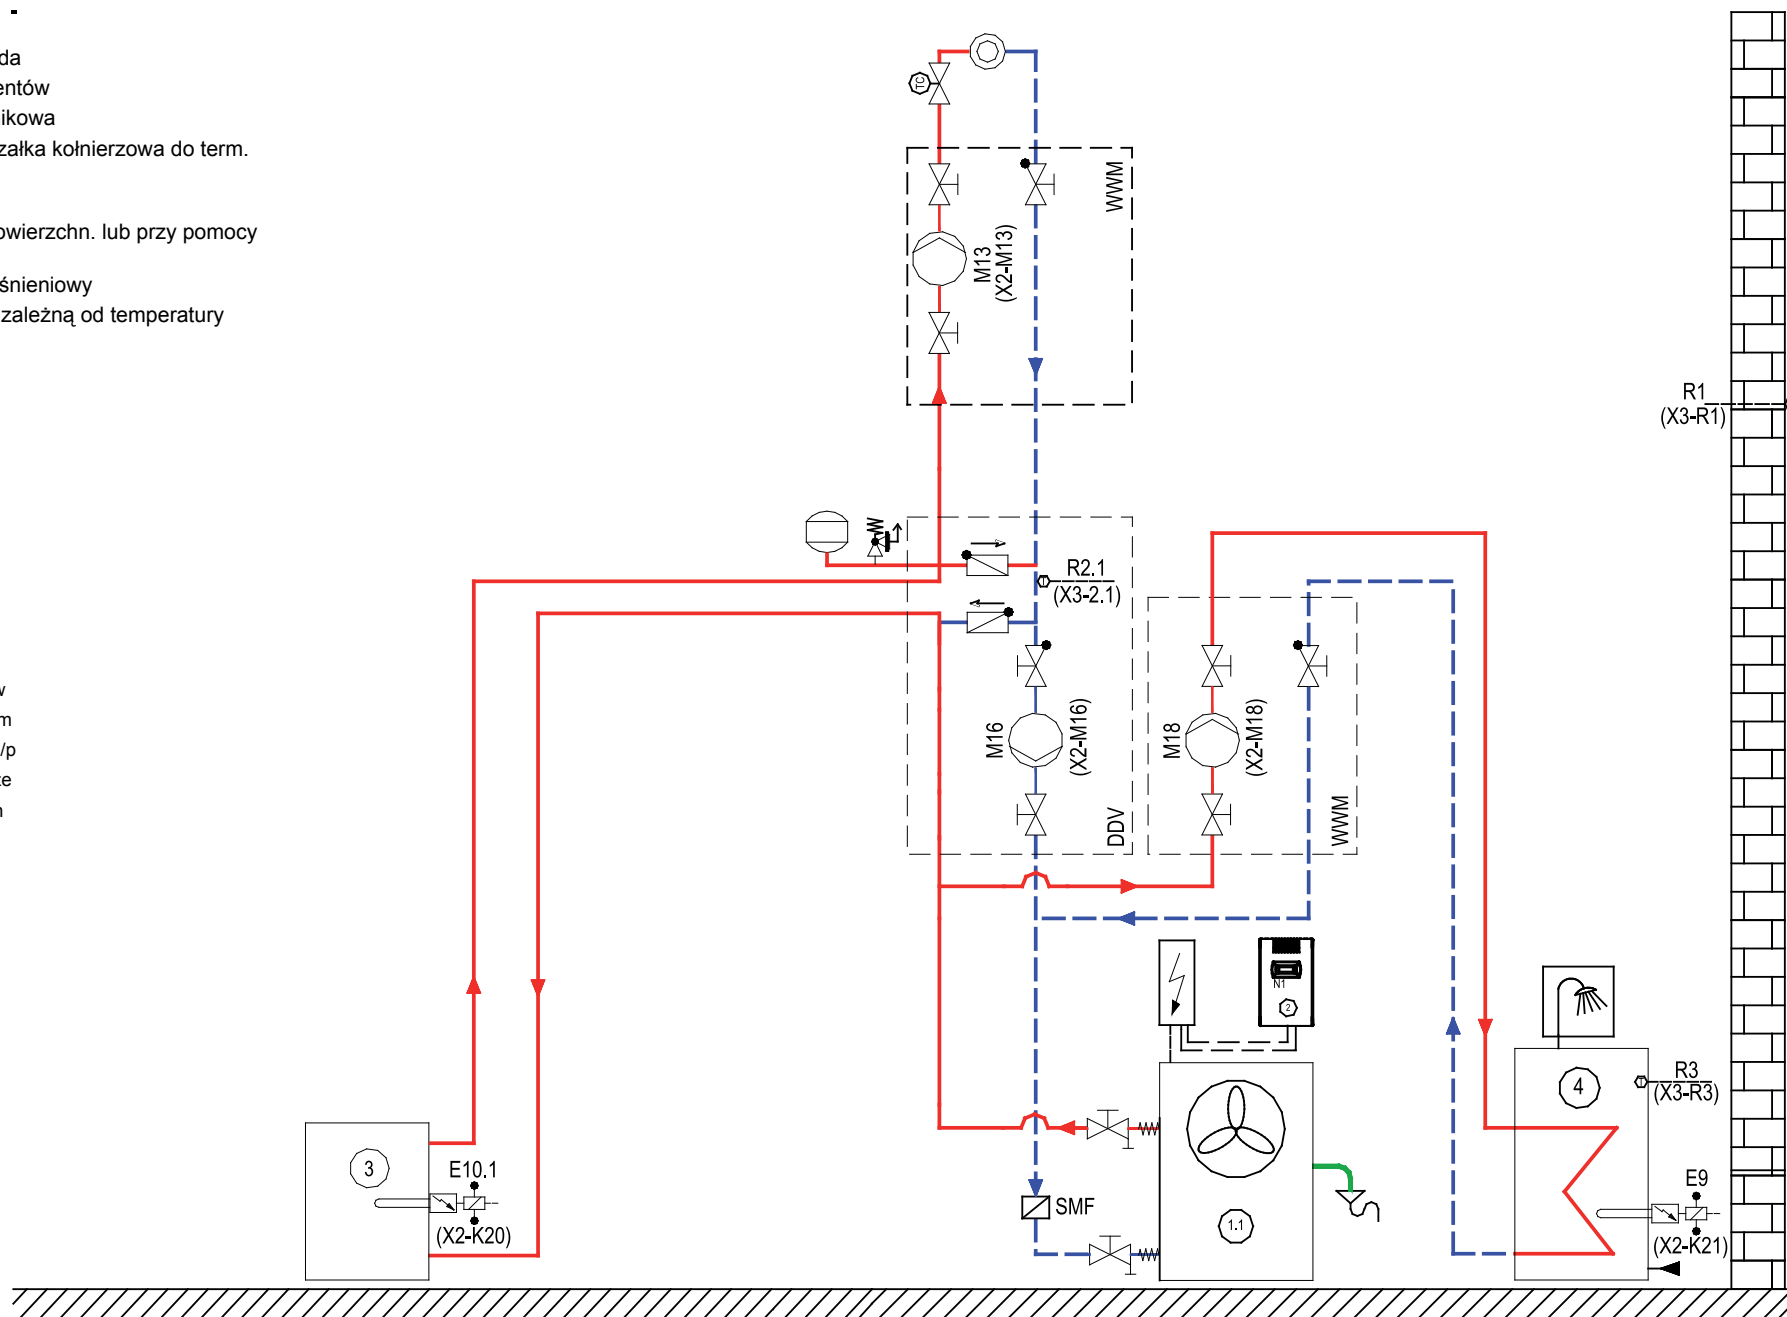 -
da
entów
ikowa
załka kołnierzowa do term.
owierzchn. lub przy pomocy
śnieniowy
zależną od temperatury
w
m
/p
te
n
TC
WWM
M13
(X2-M13)
R1
(X3-R1)
R2.1
(X3-2.1)
M16
(X2-M16)
DDV
M18
(X2-M18)
WWM
N1
2
4
R3
(X3-R3)
3
E10.1
(X2-K20)
SMF
1.1
E9
(X2-K21)